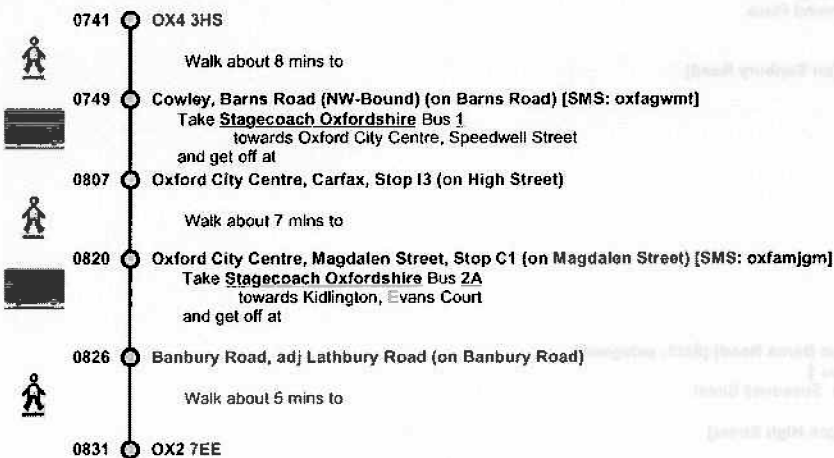 0741 OX4 3HS
Walk about 8 mins to
0749 Cowley, Barns Road (NW-Bound) (on Barns Road) [SMS: oxfagwmt]
Take Stagecoach Oxfordshire Bus 1
towards Oxford City Centre, Speedwell Street
and get off at
0807 Oxford City Centre, Carfax, Stop I3 (on High Street)
Walk about 7 mins to
0820 Oxford City Centre, Magdalen Street, Stop C1 (on Magdalen Street) [SMS: oxfamjgm]
Take Stagecoach Oxfordshire Bus 2A
towards Kidlington, Evans Court
and get off at
0826 Banbury Road, adj Lathbury Road (on Banbury Road)
Walk about 5 mins to
0831 OX2 7EE